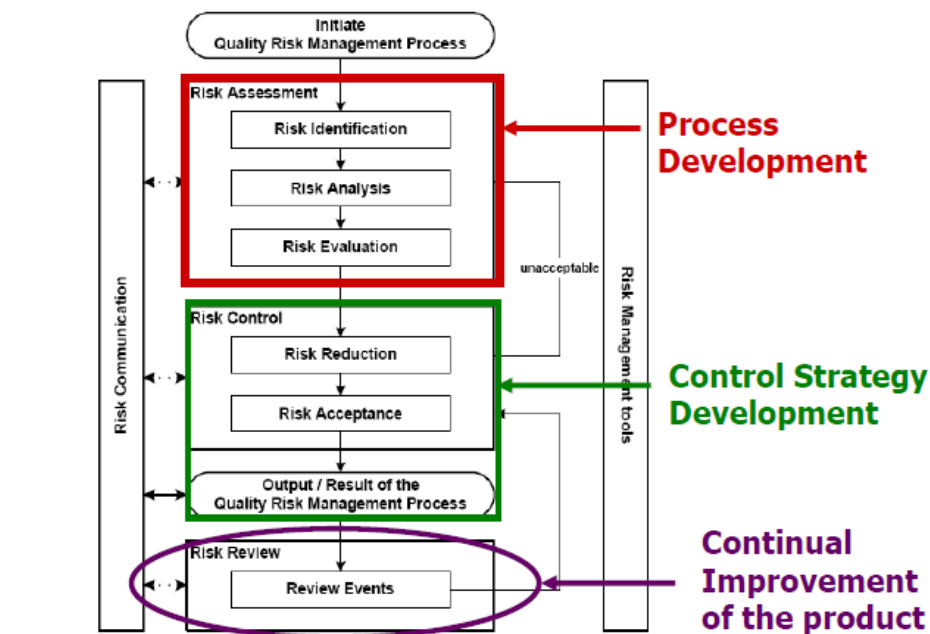 Initiate
Quality Risk Management Process
Risk Assessment
Risk Identification
Risk Analysis
Risk Evaluation
unacceptable
Risk Control
Risk Reduction
Risk Acceptance
Output / Result of the
Quality Risk Management Process
Risk Review
Review Events
Risk Communication
Risk Management tools
Process
Development
Control Strategy
Development
Continual
Improvement
of the product